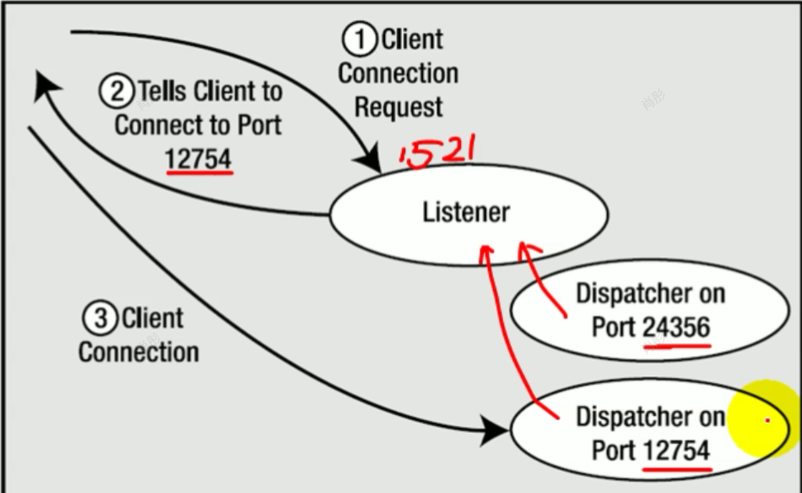 ① Client
Connection
Request
② Tells Client to
Connect to Port
12754
1521
Listener
Dispatcher on
Port 24356
③ Client
Connection
Dispatcher on
Port 12754